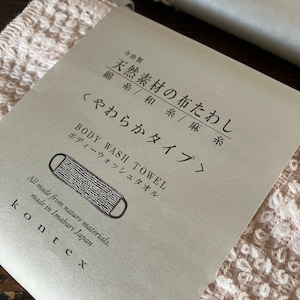 今治製
天然素材の布たわし
綿糸/和糸/麻糸
〈やわらかタイプ〉
BODY WASH TOWEL
ボディーウォッシュタオル
All made from nature materials.
made in Imabari Japan
kontex